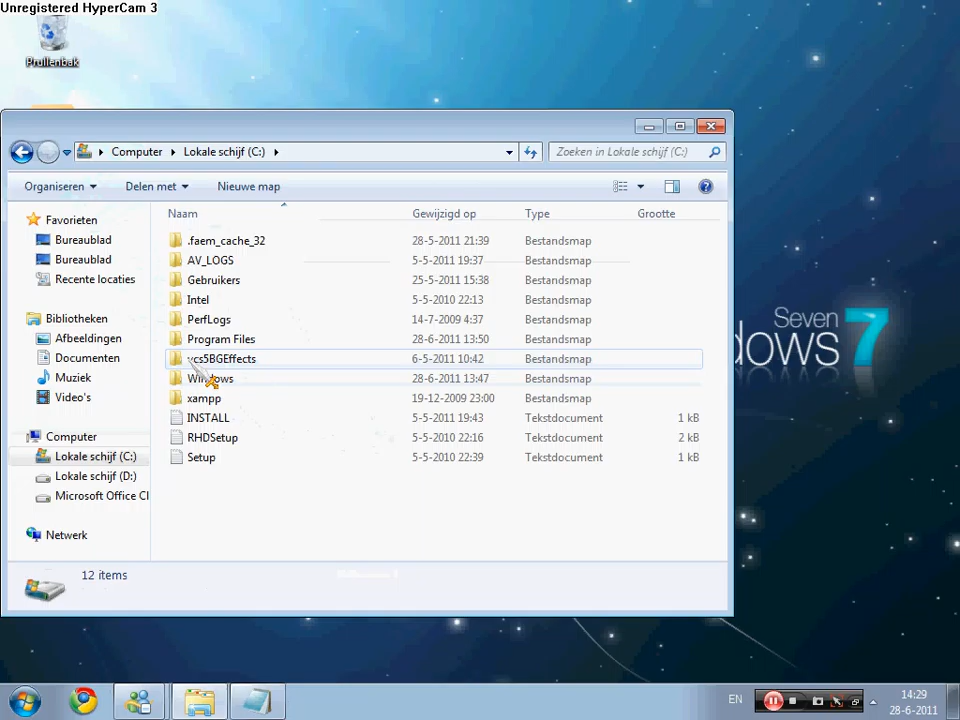 Unregistered HyperCam 3
Prullenbak
Computer Lokale schijf (C:)
Zoeken in Lokale schijf (C:)
Organiseren Delen met Nieuwe map
Naam Gewijzigd op Type Grootte
Favorieten
Bureaublad
Bureaublad
Recente locaties
Bibliotheken
Afbeeldingen
Documenten
Muziek
Video's
Computer
Lokale schijf (C:)
Lokale schijf (D:)
Microsoft Office Cl
Netwerk
.faem_cache_32 28-5-2011 21:39 Bestandsmap
AV_LOGS 5-5-2011 19:37 Bestandsmap
Gebruikers 25-5-2011 15:38 Bestandsmap
Intel 5-5-2010 22:13 Bestandsmap
PerfLogs 14-7-2009 4:37 Bestandsmap
Program Files 28-6-2011 13:50 Bestandsmap
vcs5BGEffects 6-5-2011 10:42 Bestandsmap
Windows 28-6-2011 13:47 Bestandsmap
xampp 19-12-2009 23:00 Bestandsmap
INSTALL 5-5-2011 19:43 Tekstdocument 1 kB
RHDSetup 5-5-2010 22:16 Tekstdocument 2 kB
Setup 5-5-2010 22:39 Tekstdocument 1 kB
12 items
Seven
dows 7
EN
14:29
28-6-2011